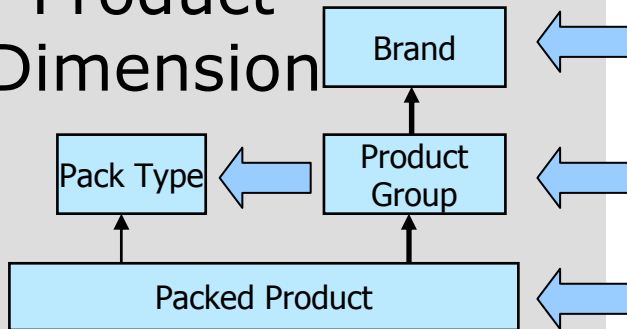 Product
Dimension
Brand
Pack Type
Product
Group
Packed Product